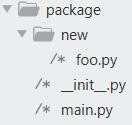 package
new
/* foo.py
/* __init__.py
/* main.py